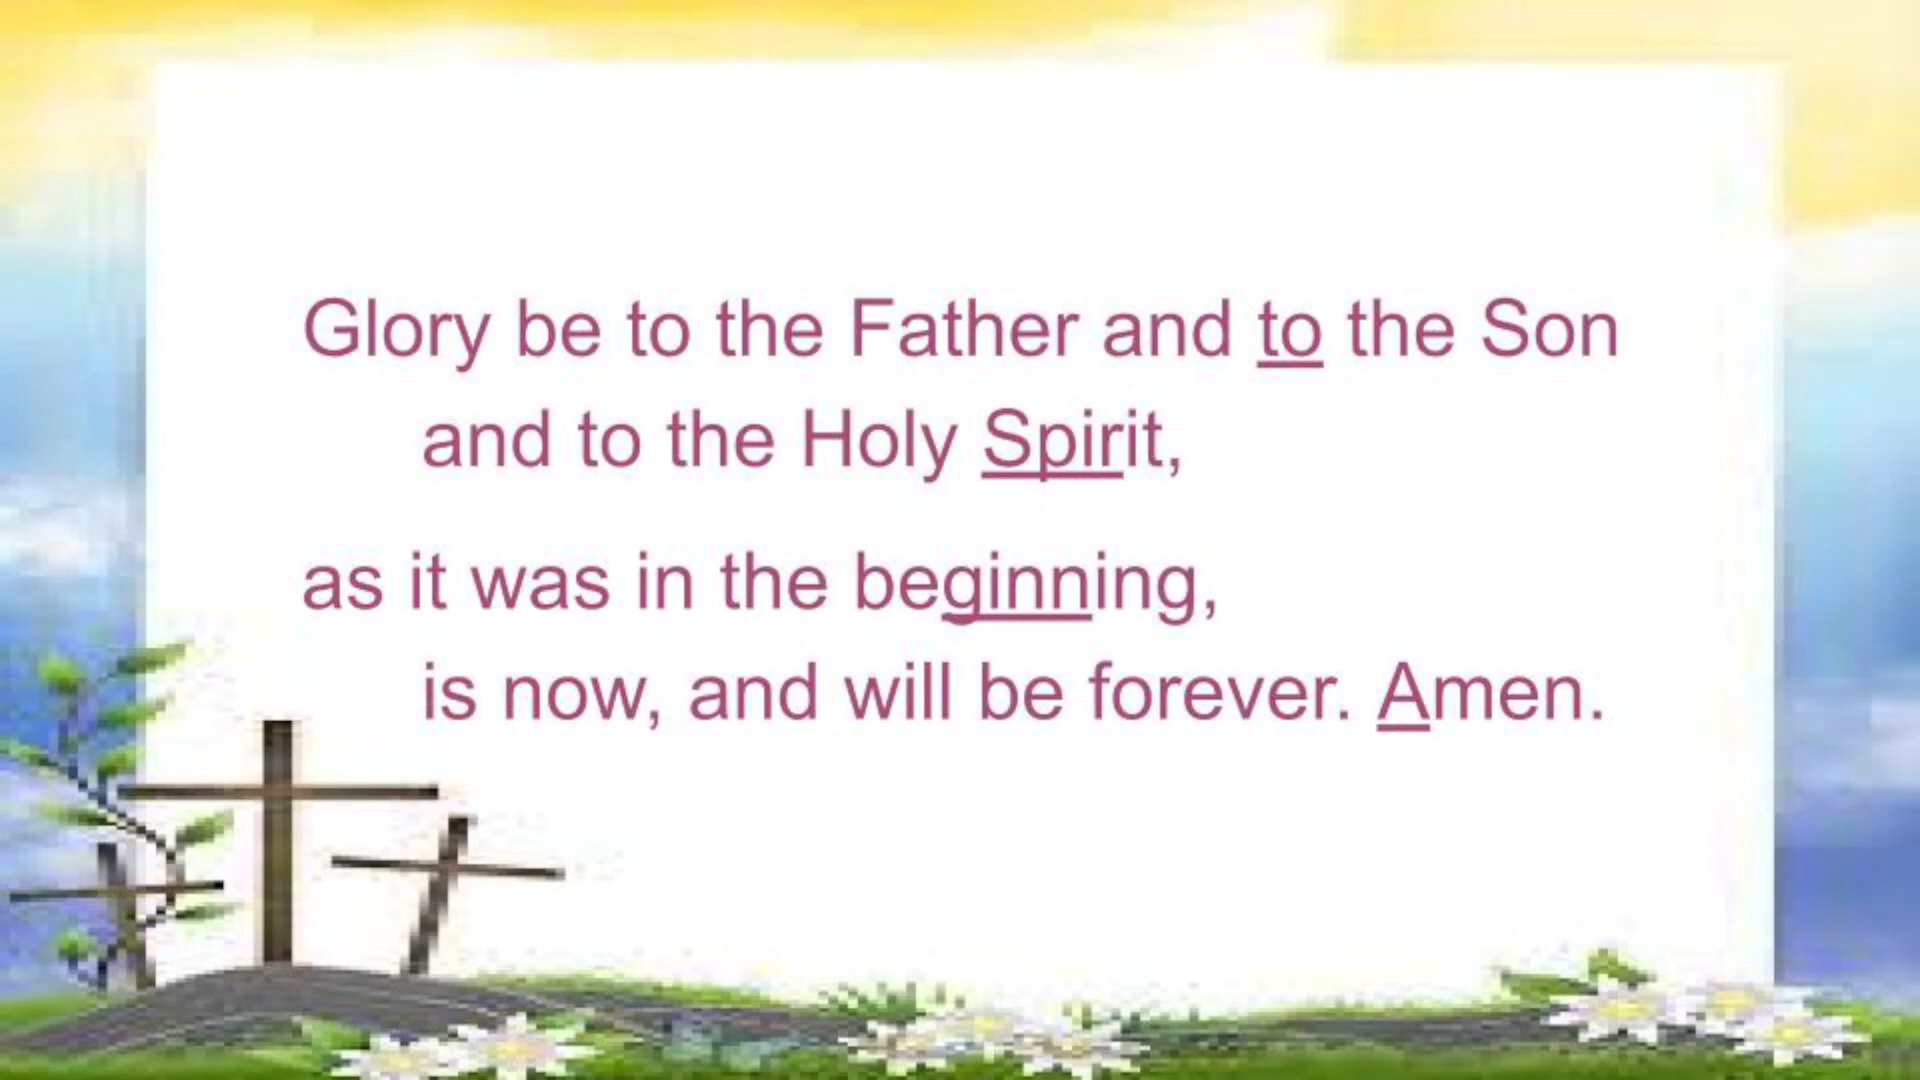 Glory be to the Father and to the Son
and to the Holy Spirit,
as it was in the beginning,
is now, and will be forever. Amen.